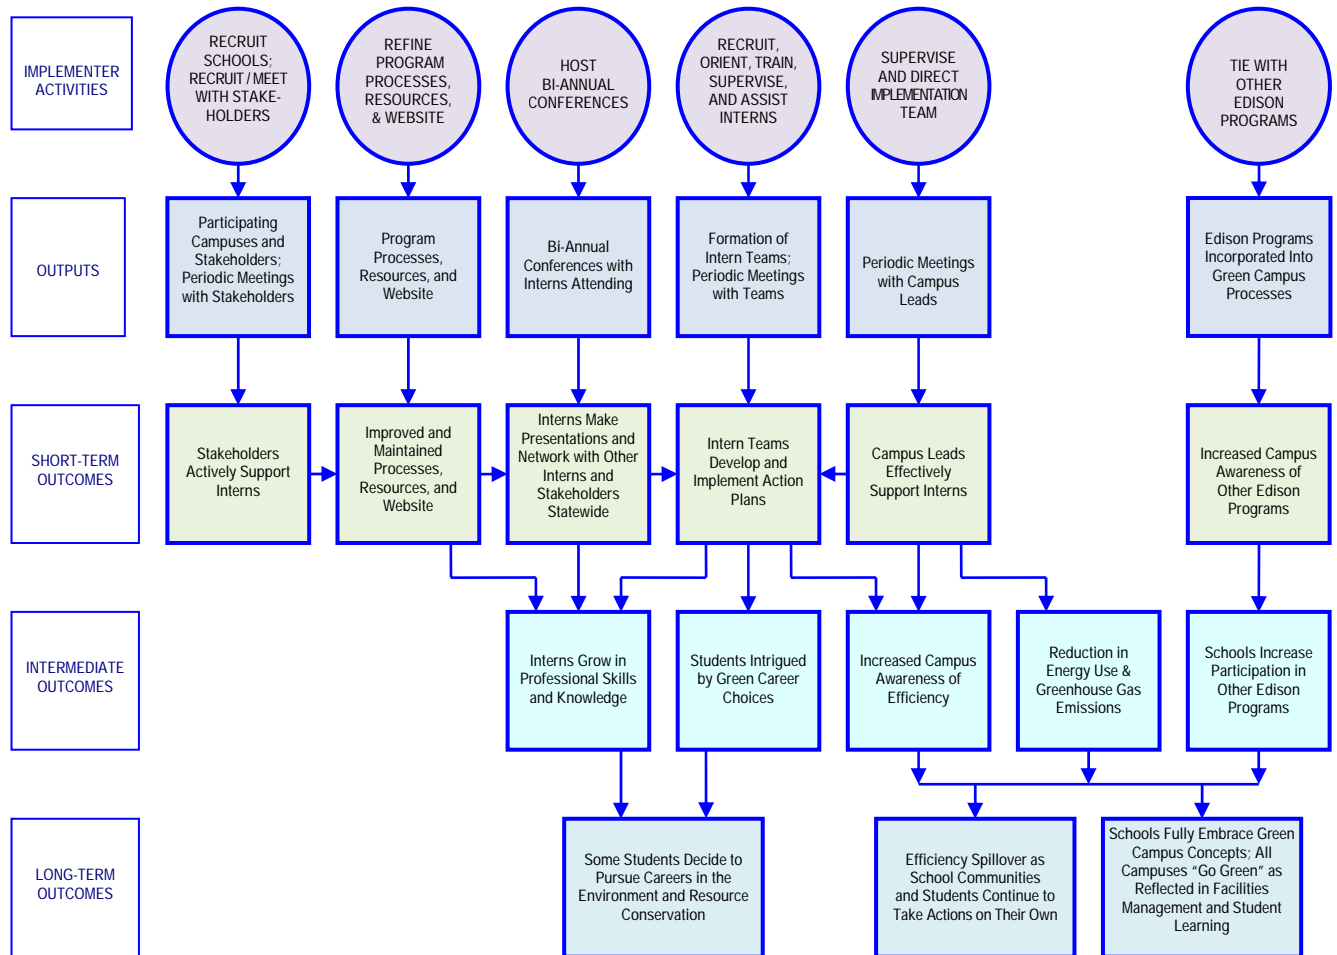 IMPLEMENTER
ACTIVITIES
RECRUIT
SCHOOLS;
RECRUIT / MEET
WITH STAKE-
HOLDERS
REFINE
PROGRAM
PROCESSES,
RESOURCES,
& WEBSITE
HOST
BI-ANNUAL
CONFERENCES
RECRUIT,
ORIENT, TRAIN,
SUPERVISE,
AND ASSIST
INTERNS
SUPERVISE
AND DIRECT
IMPLEMENTATION
TEAM
TIE WITH
OTHER
EDISON
PROGRAMS
OUTPUTS
Participating
Campuses and
Stakeholders;
Periodic Meetings
with Stakeholders
Program
Processes,
Resources, and
Website
Bi-Annual
Conferences with
Interns Attending
Formation of
Intern Teams;
Periodic Meetings
with Teams
Periodic Meetings
with Campus
Leads
Edison Programs
Incorporated Into
Green Campus
Processes
SHORT-TERM
OUTCOMES
Stakeholders
Actively Support
Interns
Improved and
Maintained
Processes,
Resources, and
Website
Interns Make
Presentations and
Network with Other
Interns and
Stakeholders
Statewide
Intern Teams
Develop and
Implement Action
Plans
Campus Leads
Effectively
Support Interns
Increased Campus
Awareness of
Other Edison
Programs
INTERMEDIATE
OUTCOMES
Interns Grow in
Professional Skills
and Knowledge
Students Intrigued
by Green Career
Choices
Increased Campus
Awareness of
Efficiency
Reduction in
Energy Use &
Greenhouse Gas
Emissions
Schools Increase
Participation in
Other Edison
Programs
LONG-TERM
OUTCOMES
Some Students Decide to
Pursue Careers in the
Environment and Resource
Conservation
Efficiency Spillover as
School Communities
and Students Continue to
Take Actions on Their Own
Schools Fully Embrace Green
Campus Concepts; All
Campuses “Go Green” as
Reflected in Facilities
Management and Student
Learning